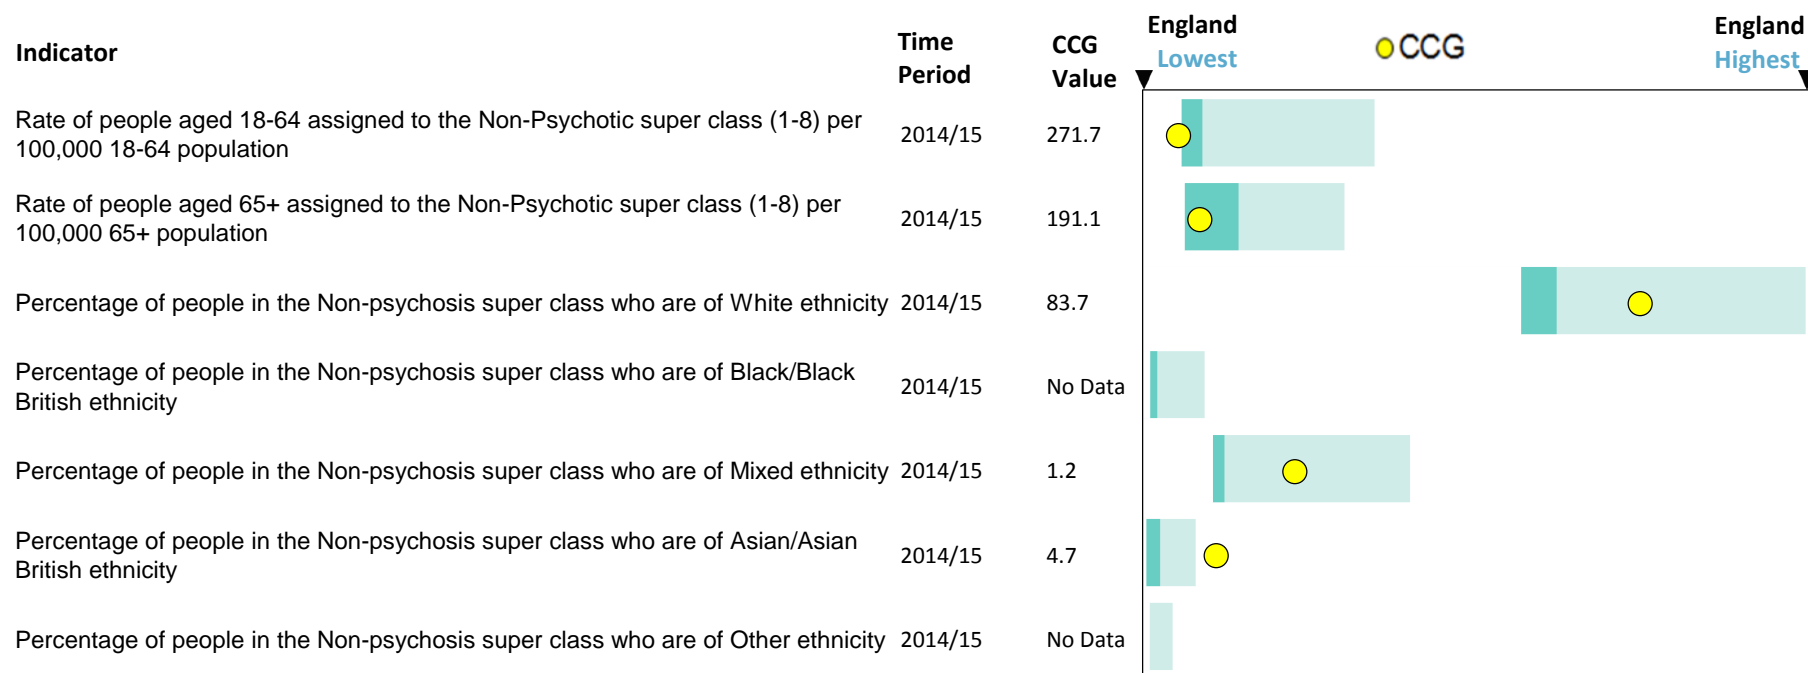 Indicator
Time
Period
CCG
Value
England
Lowest
CCG
England
Highest
Rate of people aged 18-64 assigned to the Non-Psychotic super class (1-8) per
100,000 18-64 population
2014/15
271.7
Rate of people aged 65+ assigned to the Non-Psychotic super class (1-8) per
100,000 65+ population
2014/15
191.1
Percentage of people in the Non-psychosis super class who are of White ethnicity
2014/15
83.7
Percentage of people in the Non-psychosis super class who are of Black/Black
British ethnicity
2014/15
No Data
Percentage of people in the Non-psychosis super class who are of Mixed ethnicity
2014/15
1.2
Percentage of people in the Non-psychosis super class who are of Asian/Asian
British ethnicity
2014/15
4.7
Percentage of people in the Non-psychosis super class who are of Other ethnicity
2014/15
No Data